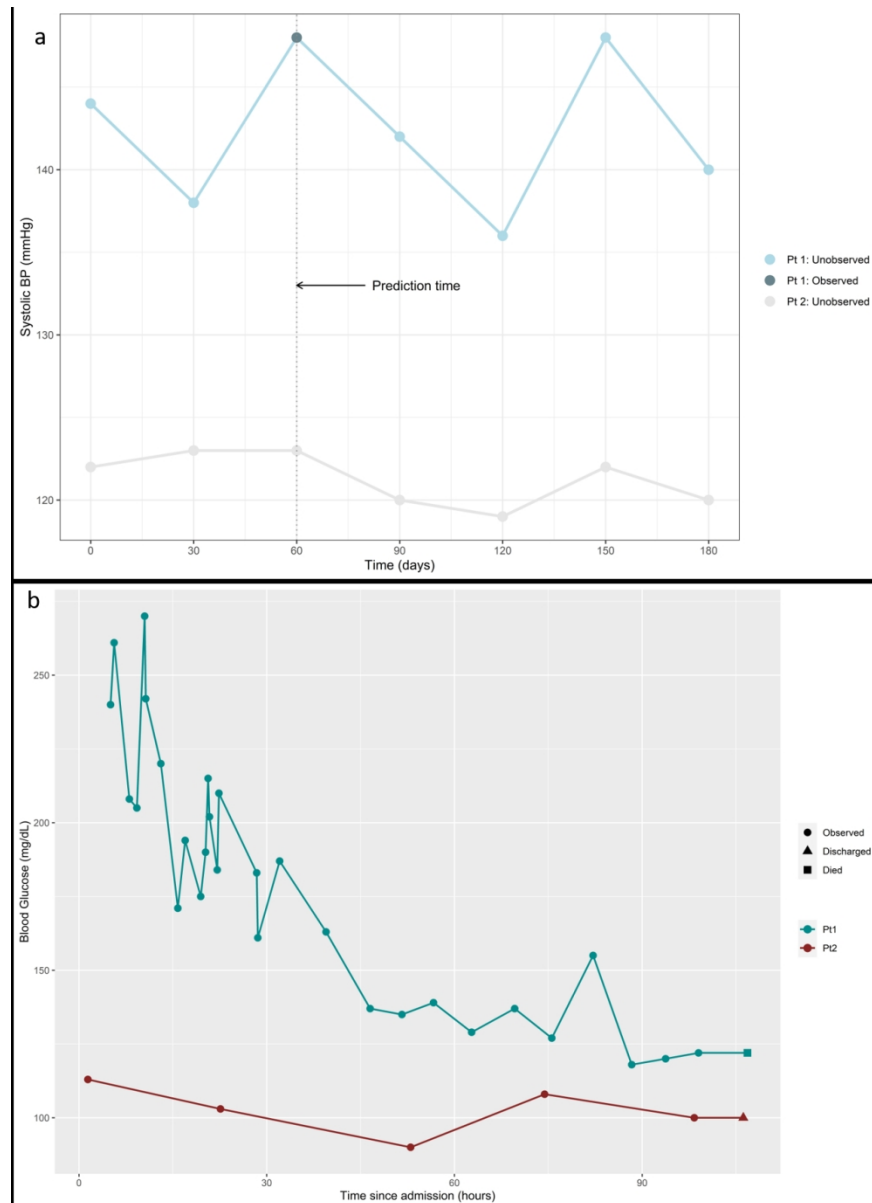 a
Systolic BP (mmHg)
140
130
120
Prediction time
0 30 60 90 120 150 180
Time (days)
Pt 1: Unobserved
Pt 1: Observed
Pt 2: Unobserved
b
Blood Glucose (mg/dL)
250
200
150
100
0 30 60 90
Time since admission (hours)
Observed
Discharged
Died
Pt1
Pt2